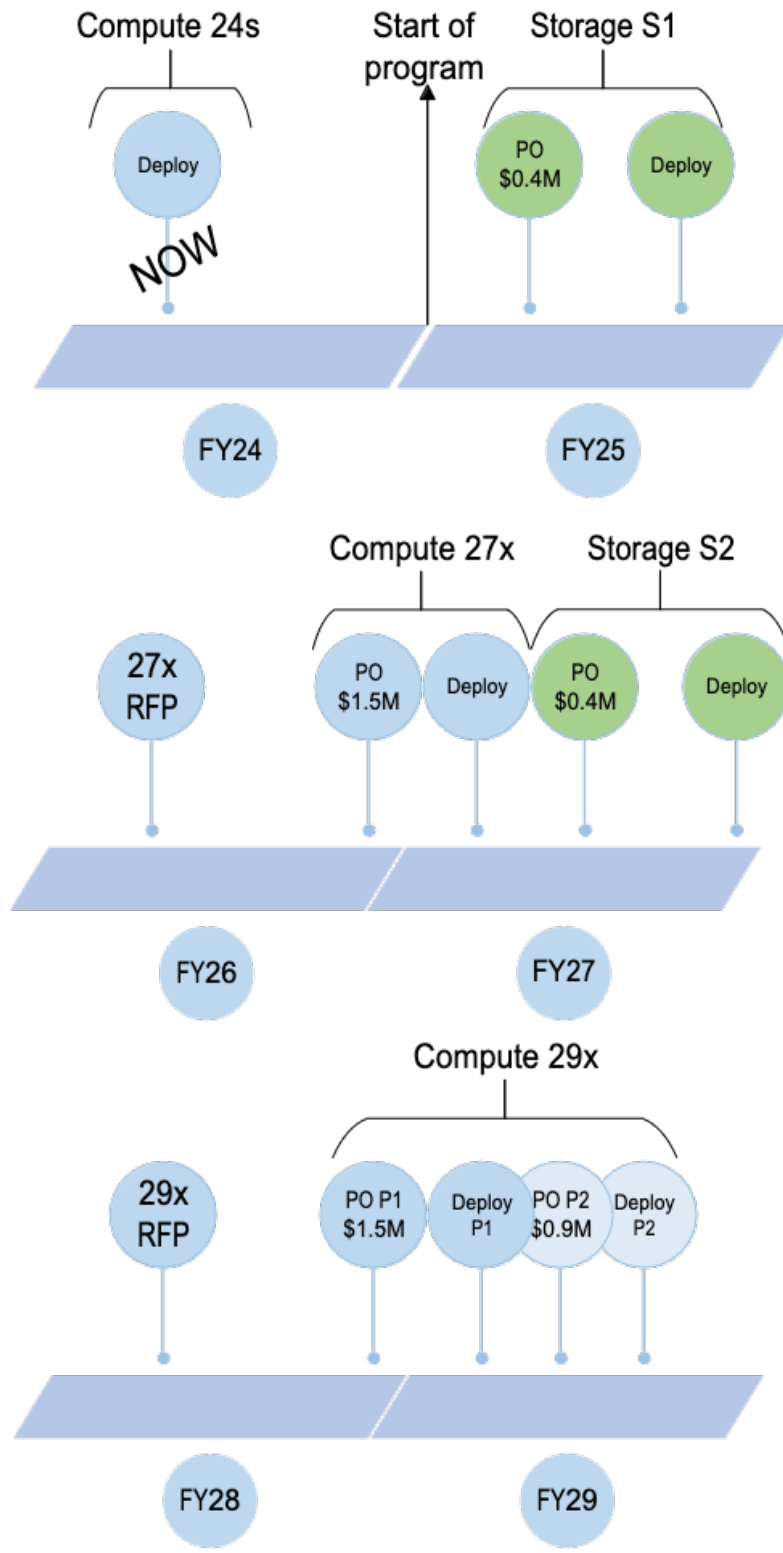 Compute 24s
Start of
program
Storage S1
Deploy
PO
$0.4M
Deploy
NOW
FY24
FY25
Compute 27x
Storage S2
27x
RFP
PO
$1.5M
Deploy
PO
$0.4M
Deploy
FY26
FY27
Compute 29x
29x
RFP
PO P1
$1.5M
Deploy
P1
PO P2
$0.9M
Deploy
P2
FY28
FY29